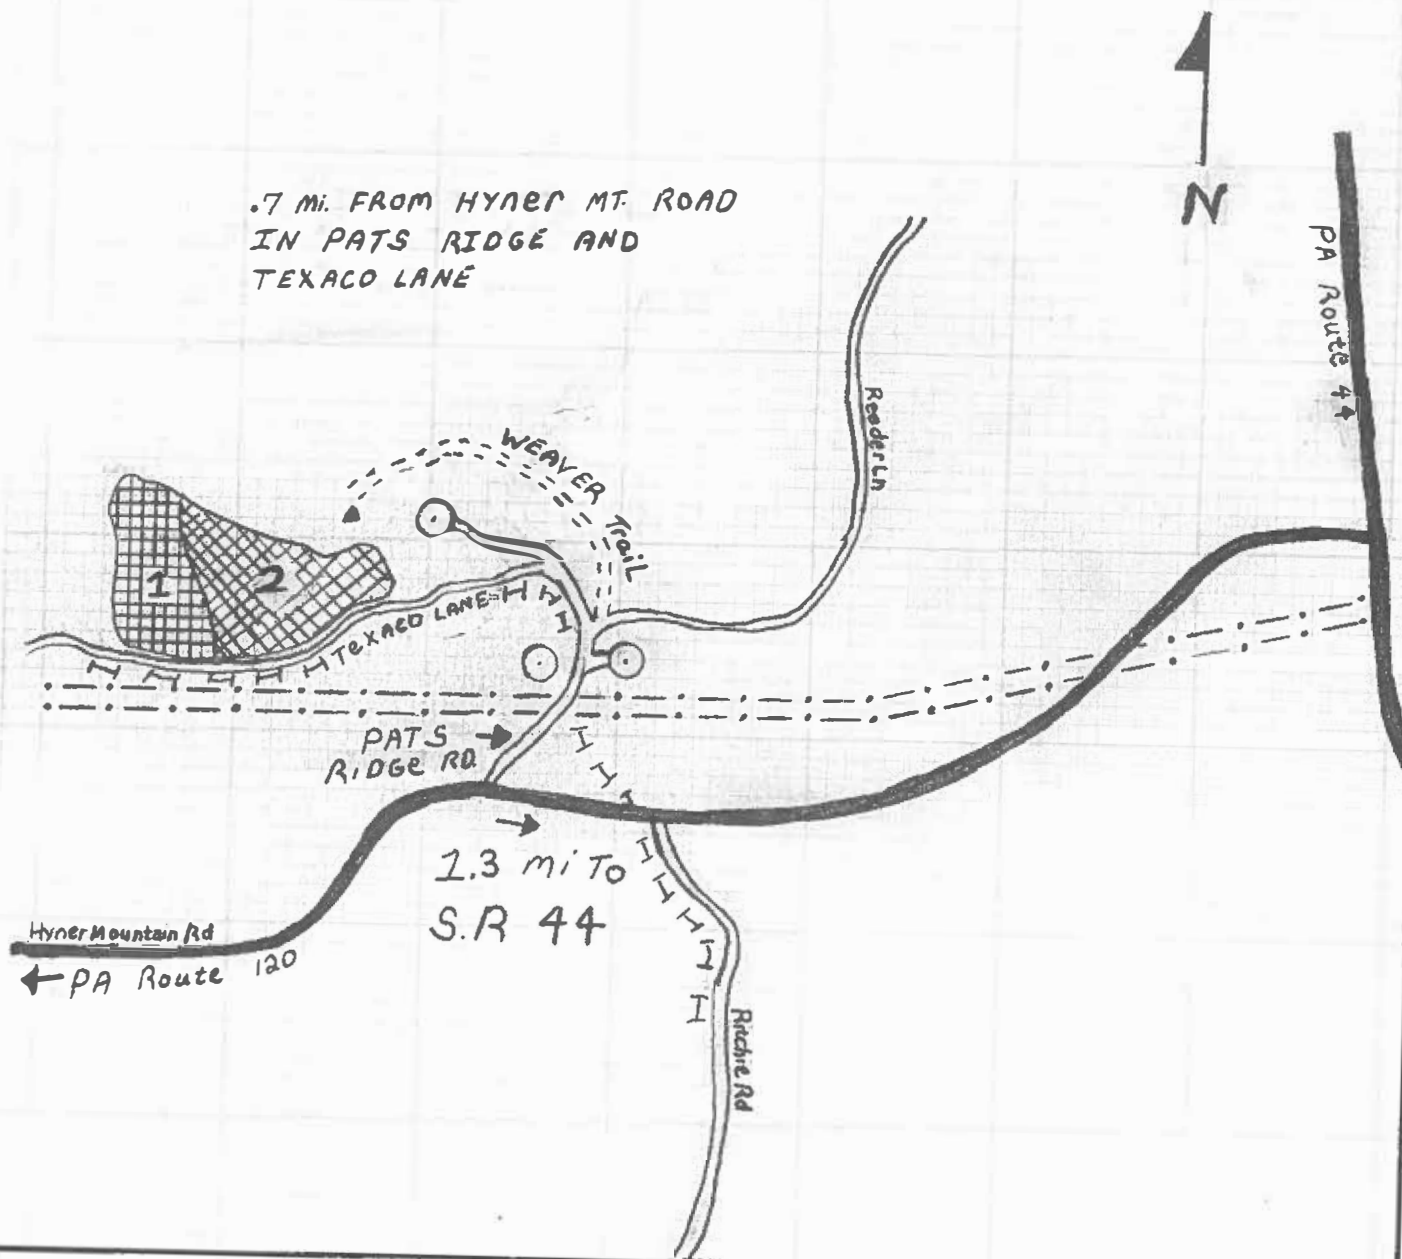 .7 Mi. FROM HYner MT. ROAD
IN PATS RIDGE AND
TEXACO LANE
N
PA Route 44
Reeder Ln
WEAVER Trail
1
2
TEXACO LANE
PATS
RIDGE RD.
1.3 mi To
S.R 44
Hyner Mountain Rd
PA Route 120
Ritchie Rd